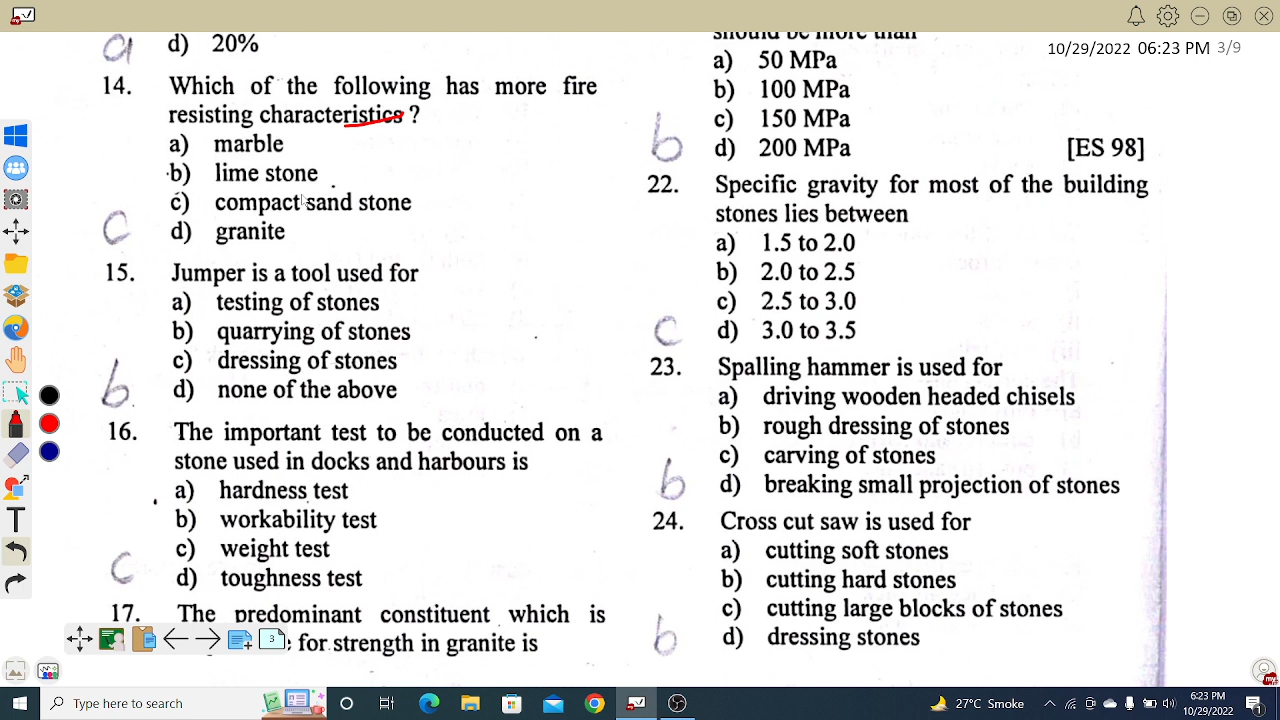 10/29/2022 06:23 PM 3/9
a d) 20%
14. Which of the following has more fire
resisting characteristics ?
a) marble
b) lime stone
c) compact sand stone
c d) granite
15. Jumper is a tool used for
a) testing of stones
b) quarrying of stones
c) dressing of stones
b d) none of the above
16. The important test to be conducted on a
stone used in docks and harbours is
a) hardness test
b) workability test
c) weight test
c d) toughness test
17. The predominant constituent which is
for strength in granite is
should be more than
a) 50 MPa
b) 100 MPa
c) 150 MPa
b d) 200 MPa [ES 98]
22. Specific gravity for most of the building
stones lies between
a) 1.5 to 2.0
b) 2.0 to 2.5
c) 2.5 to 3.0
c d) 3.0 to 3.5
23. Spalling hammer is used for
a) driving wooden headed chisels
b) rough dressing of stones
c) carving of stones
b d) breaking small projection of stones
24. Cross cut saw is used for
a) cutting soft stones
b) cutting hard stones
c) cutting large blocks of stones
b d) dressing stones
3
Type here to search
27°C Smoke
6:23 PM
10/29/2022